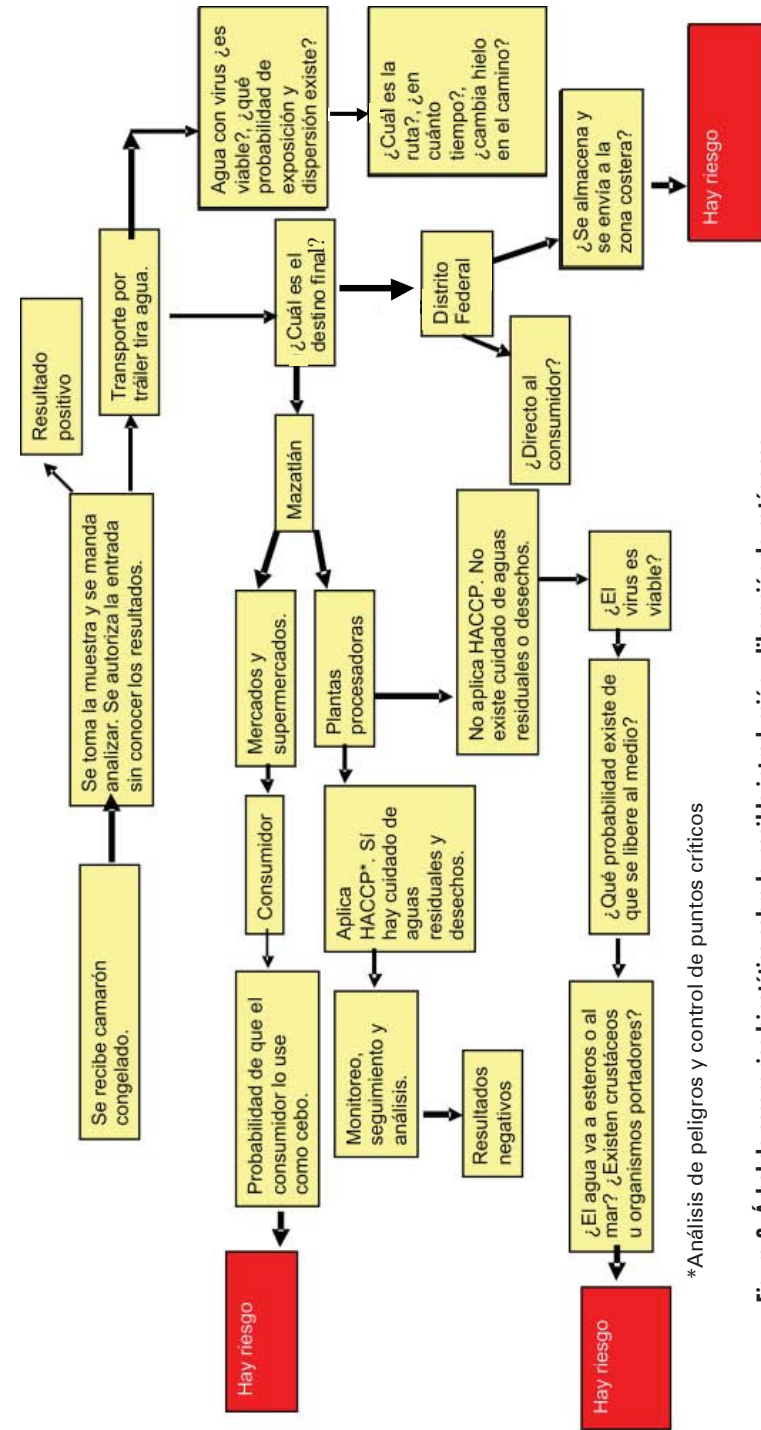 Se recibe camarón
congelado.
Se toma la muestra y se manda
analizar. Se autoriza la entrada
sin conocer los resultados.
Resultado
positivo
Transporte por
tráiler tira agua.
Agua con virus ¿es
viable?, ¿qué
probabilidad de
exposición y
dispersión existe?
¿Cuál es la
ruta?, ¿en
cuánto
tiempo?,
¿cambia hielo
en el camino?
¿Cuál es el
destino final?
Mazatlán
Distrito
Federal
¿Directo al
consumidor?
¿Se almacena y
se envía a la
zona costera?
Hay riesgo
Mercados y
supermercados.
Consumidor
Probabilidad de que el
consumidor lo use
como cebo.
Hay riesgo
Plantas
procesadoras
Aplica
HACCP*. Sí
hay cuidado de
aguas
residuales y
desechos.
Monitoreo,
seguimiento y
análisis.
Resultados
negativos
No aplica HACCP. No
existe cuidado de aguas
residuales o desechos.
¿El
virus es
viable?
¿Qué probabilidad existe de
que se libere al medio?
¿El agua va a esteros o al
mar? ¿Existen crustáceos
u organismos portadores?
Hay riesgo
*Análisis de peligros y control de puntos críticos